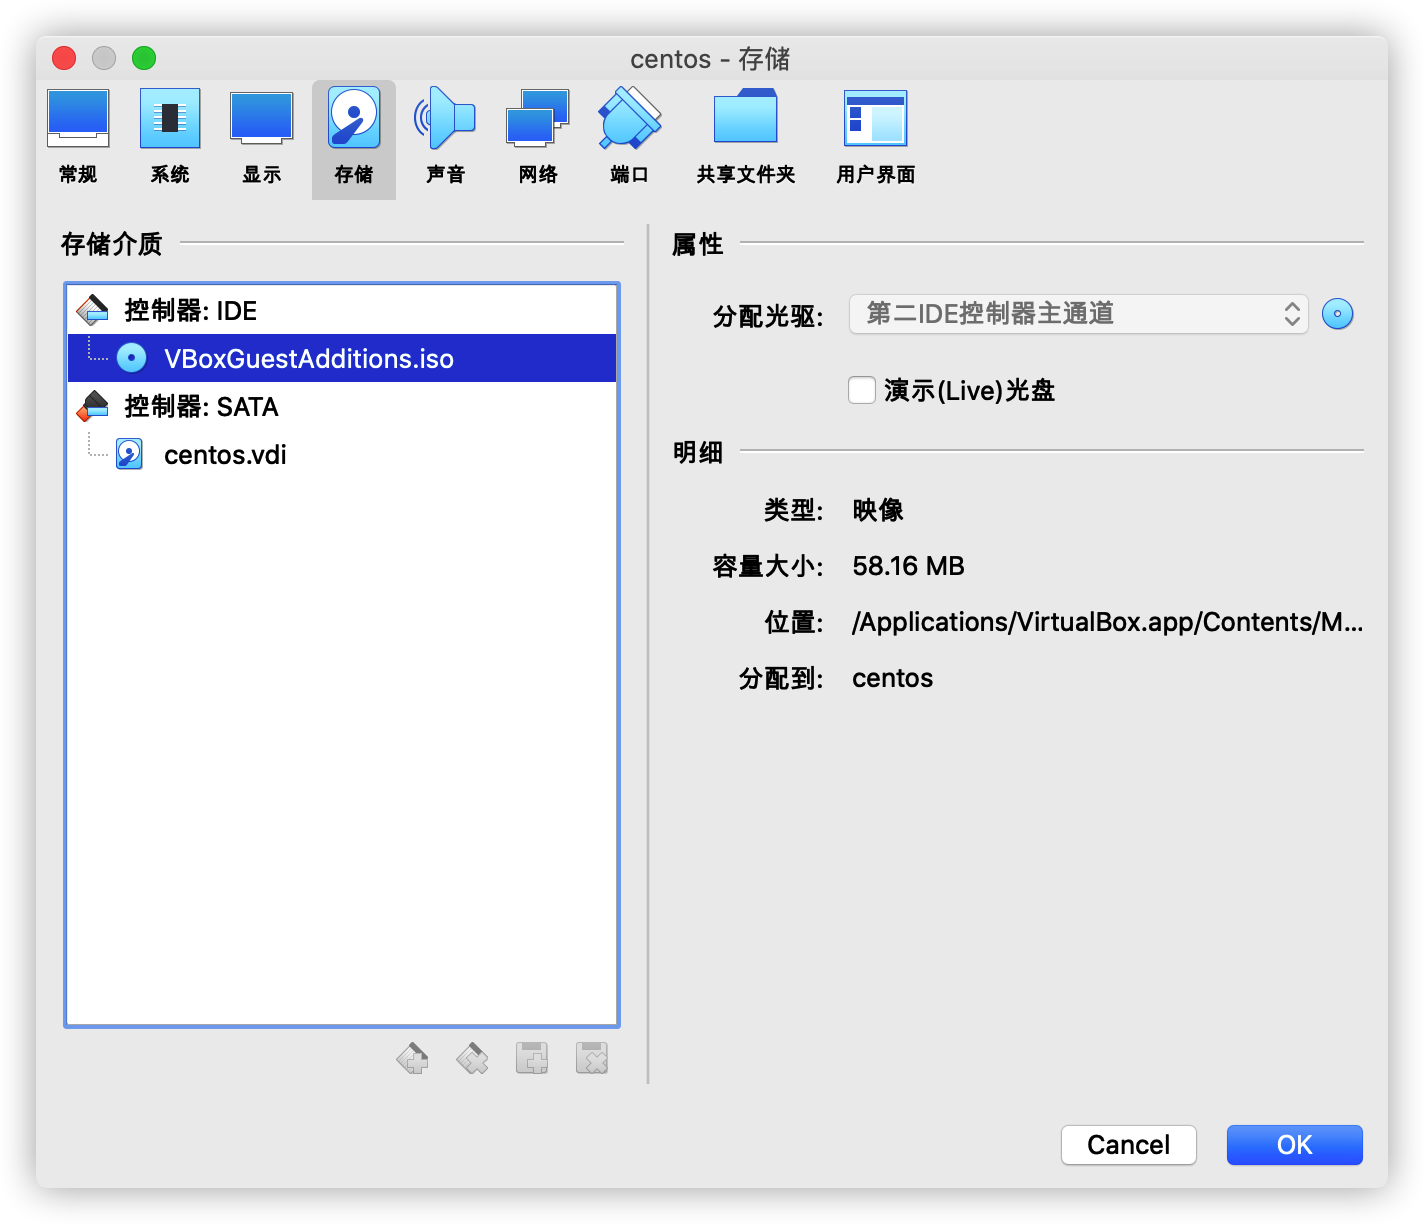 centos - 存储
常规 系统 显示 存储 声音 网络 端口 共享文件夹 用户界面
存储介质
控制器: IDE
VBoxGuestAdditions.iso
控制器: SATA
centos.vdi
属性
分配光驱: 第二IDE控制器主通道
演示(Live)光盘
明细
类型: 映像
容量大小: 58.16 MB
位置: /Applications/VirtualBox.app/Contents/M...
分配到: centos
Cancel OK